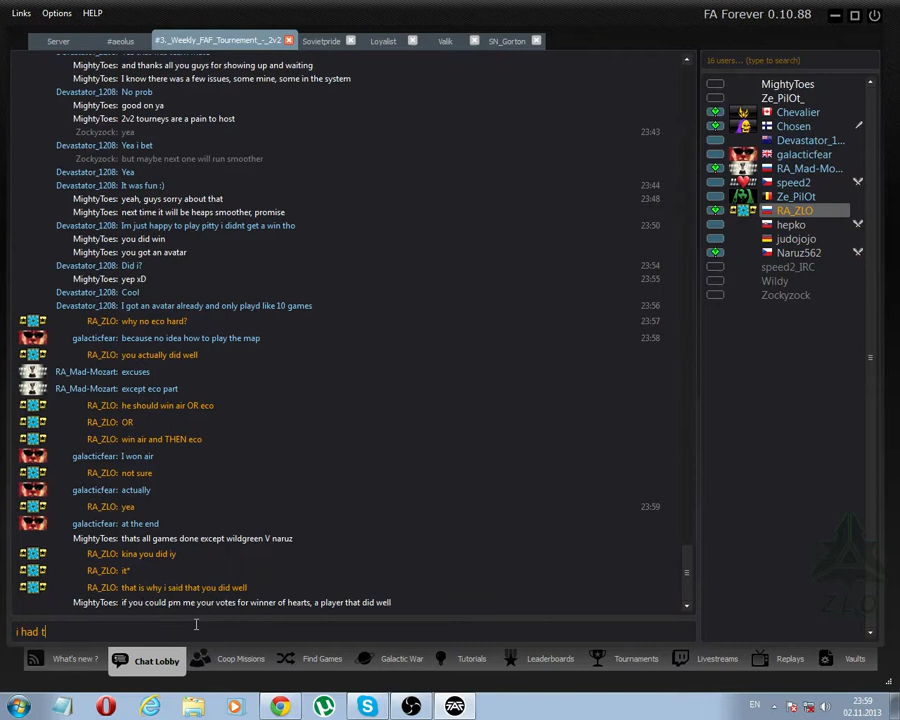 Links Options HELP FA Forever 0.10.88
Server #aeolus #3._Weekly_FAF_Tournement_-_2v2 Sovietpride Loyalist Valik SN_Gorton
MightyToes: and thanks all you guys for showing up and waiting
MightyToes: I know there was a few issues, some mine, some in the system
Devastator_1208: No prob
MightyToes: good on ya
MightyToes: 2v2 tourneys are a pain to host
Zockyzock: yea 23:43
Devastator_1208: Yea i bet
Zockyzock: but maybe next one will run smoother
Devastator_1208: Yea
Devastator_1208: It was fun :) 23:44
MightyToes: yeah, guys sorry about that 23:48
MightyToes: next time it will be heaps smoother, promise
Devastator_1208: Im just happy to play pitty i didnt get a win tho 23:50
MightyToes: you did win
MightyToes: you got an avatar
Devastator_1208: Did i? 23:54
MightyToes: yep xD 23:55
Devastator_1208: Cool
Devastator_1208: I got an avatar already and only playd like 10 games 23:56
RA_ZLO: why no eco hard? 23:57
galacticfear: because no idea how to play the map 23:58
RA_ZLO: you actually did well
RA_Mad-Mozart: excuses
RA_Mad-Mozart: except eco part
RA_ZLO: he should win air OR eco
RA_ZLO: OR
RA_ZLO: win air and THEN eco
galacticfear: I won air
RA_ZLO: not sure
galacticfear: actually
RA_ZLO: yea 23:59
galacticfear: at the end
MightyToes: thats all games done except wildgreen V naruz
RA_ZLO: kina you did iy
RA_ZLO: it*
RA_ZLO: that is why i said that you did well
MightyToes: if you could pm me your votes for winner of hearts, a player that did well
i had t
16 users... (type to search)
MightyToes
Ze_PilOt_
Chevalier
Chosen
Devastator_1...
galacticfear
RA_Mad-Mo...
speed2
Ze_PilOt
RA_ZLO
hepko
judojojo
Naruz562
speed2_IRC
Wildy
Zockyzock
ZLO
What's new ? Chat Lobby Coop Missions Find Games Galactic War Tutorials Leaderboards Tournaments Livestreams Replays Vaults
EN 23:59
02.11.2013